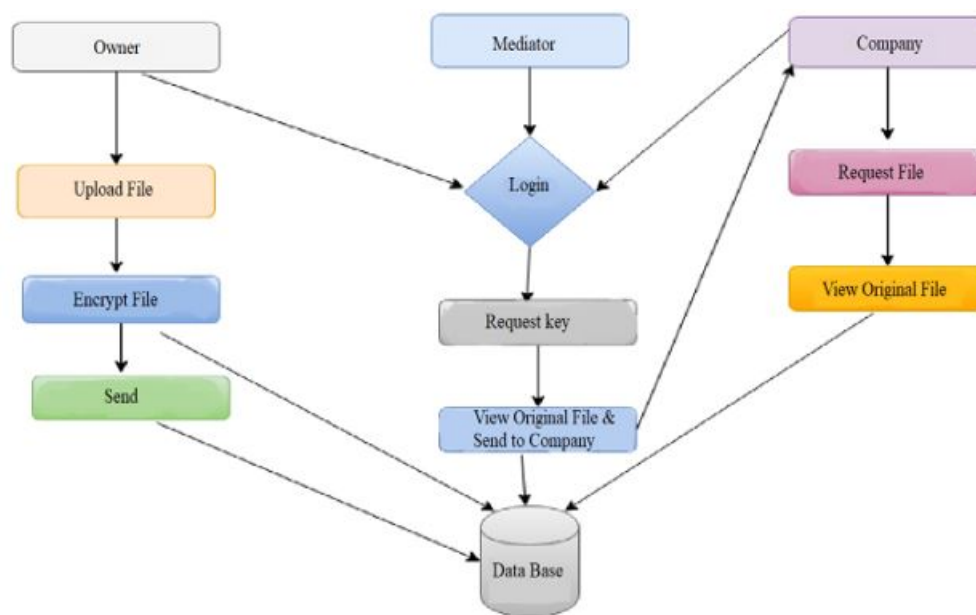 Owner
Mediator
Company
Login
Upload File
Request File
Encrypt File
Request key
View Original File
Send
View Original File &
Send to Company
Data Base